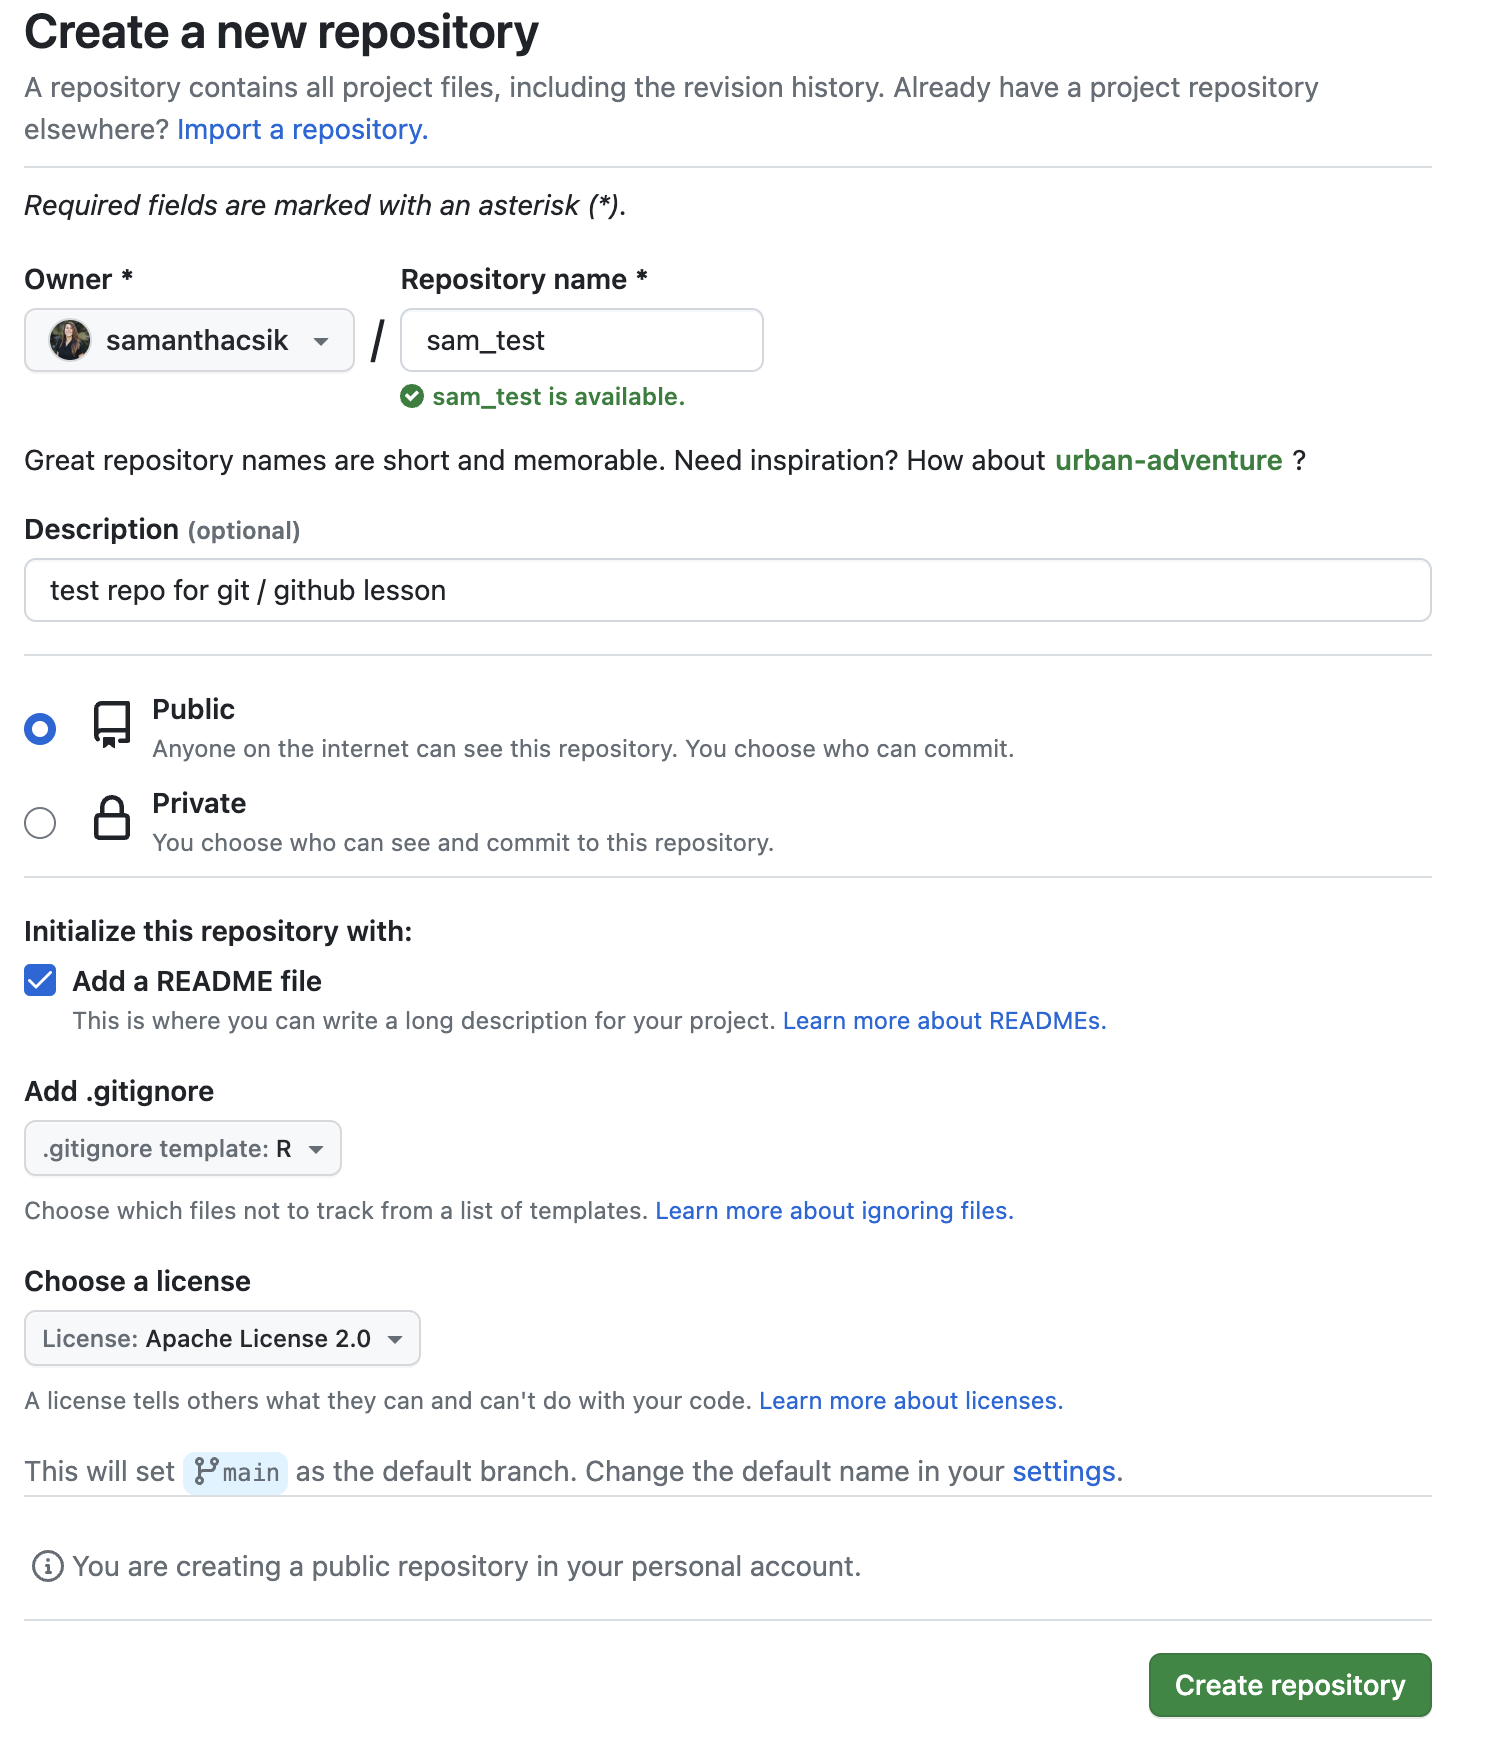 Create a new repository
A repository contains all project files, including the revision history. Already have a project repository
elsewhere? Import a repository.
Required fields are marked with an asterisk (*).
Owner *
Repository name *
samanthacsik
/
sam_test
sam_test is available.
Great repository names are short and memorable. Need inspiration? How about urban-adventure ?
Description (optional)
test repo for git / github lesson
Public
Anyone on the internet can see this repository. You choose who can commit.
Private
You choose who can see and commit to this repository.
Initialize this repository with:
Add a README file
This is where you can write a long description for your project. Learn more about READMEs.
Add .gitignore
.gitignore template: R
Choose which files not to track from a list of templates. Learn more about ignoring files.
Choose a license
License: Apache License 2.0
A license tells others what they can and can't do with your code. Learn more about licenses.
This will set main as the default branch. Change the default name in your settings.
You are creating a public repository in your personal account.
Create repository